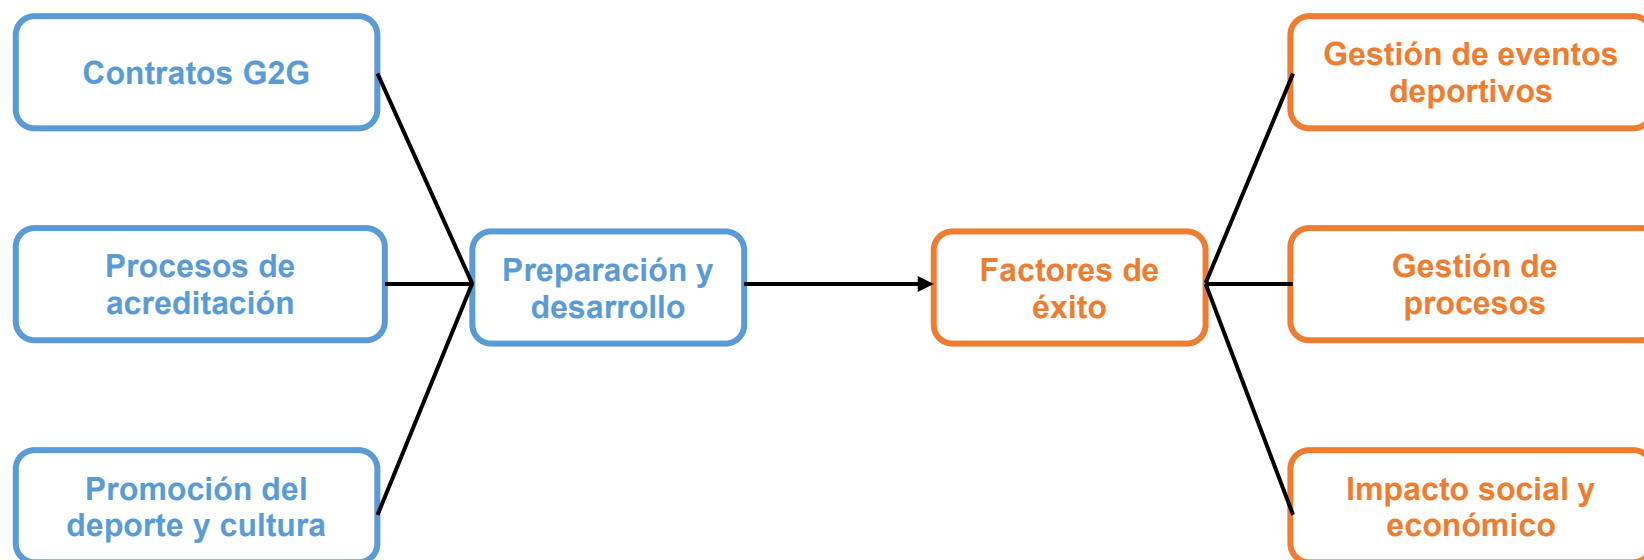 Contratos G2G
Procesos de
acreditación
Promoción del
deporte y cultura
Preparación y
desarrollo
Factores de
éxito
Gestión de eventos
deportivos
Gestión de
procesos
Impacto social y
económico